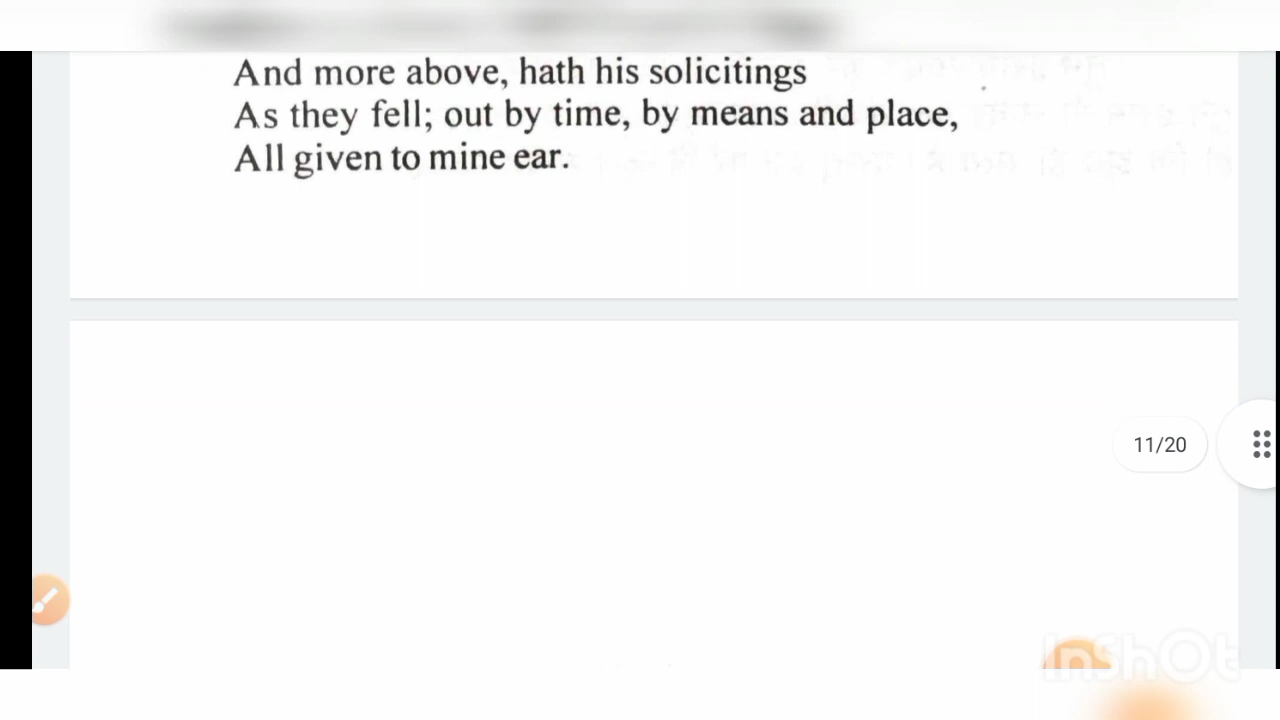 And more above, hath his solicitings
As they fell; out by time, by means and place,
All given to mine ear.
11/20
InShOt